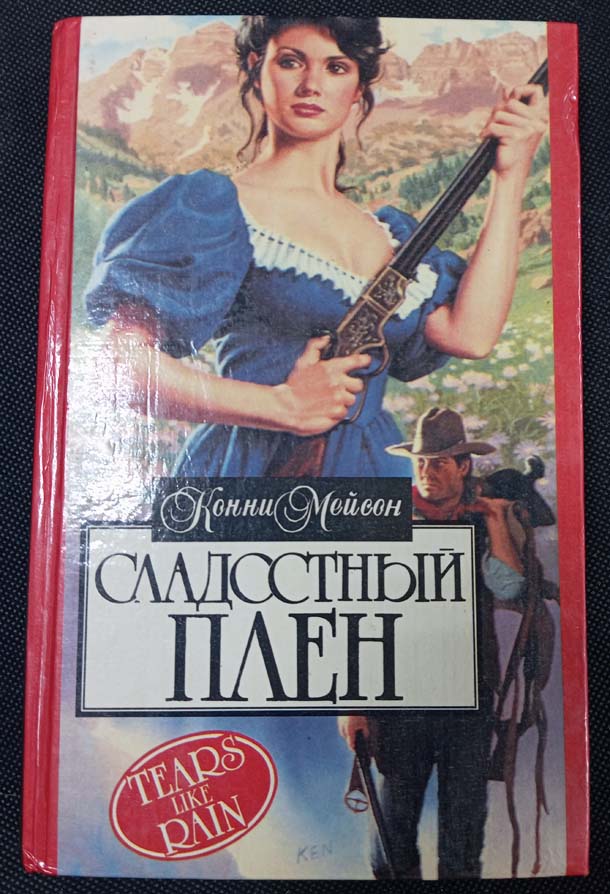 Конни Мейсон
СЛАДОСТНЫЙ
ПЛЕН
TEARS
LIKE
RAIN
KEN